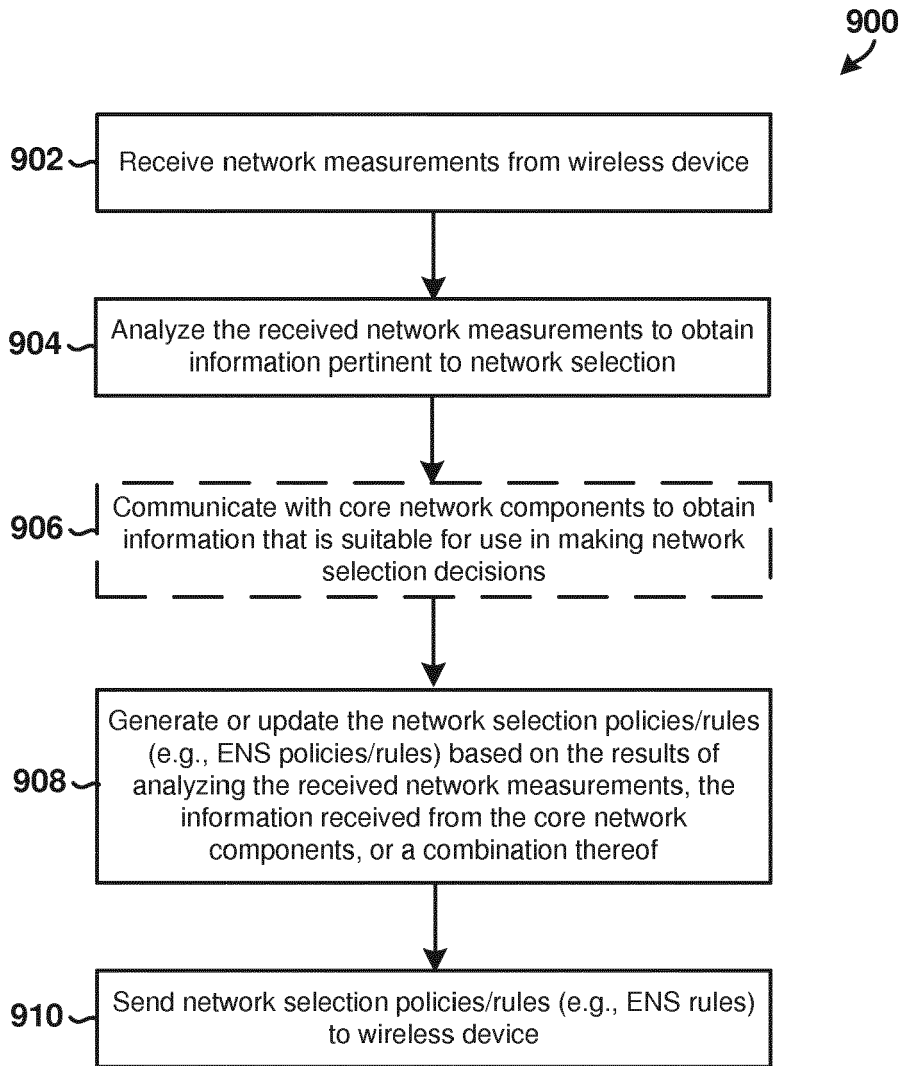 900
902
Receive network measurements from wireless device
904
Analyze the received network measurements to obtain
information pertinent to network selection
906
Communicate with core network components to obtain
information that is suitable for use in making network
selection decisions
908
Generate or update the network selection policies/rules
(e.g., ENS policies/rules) based on the results of
analyzing the received network measurements, the
information received from the core network
components, or a combination thereof
910
Send network selection policies/rules (e.g., ENS rules)
to wireless device